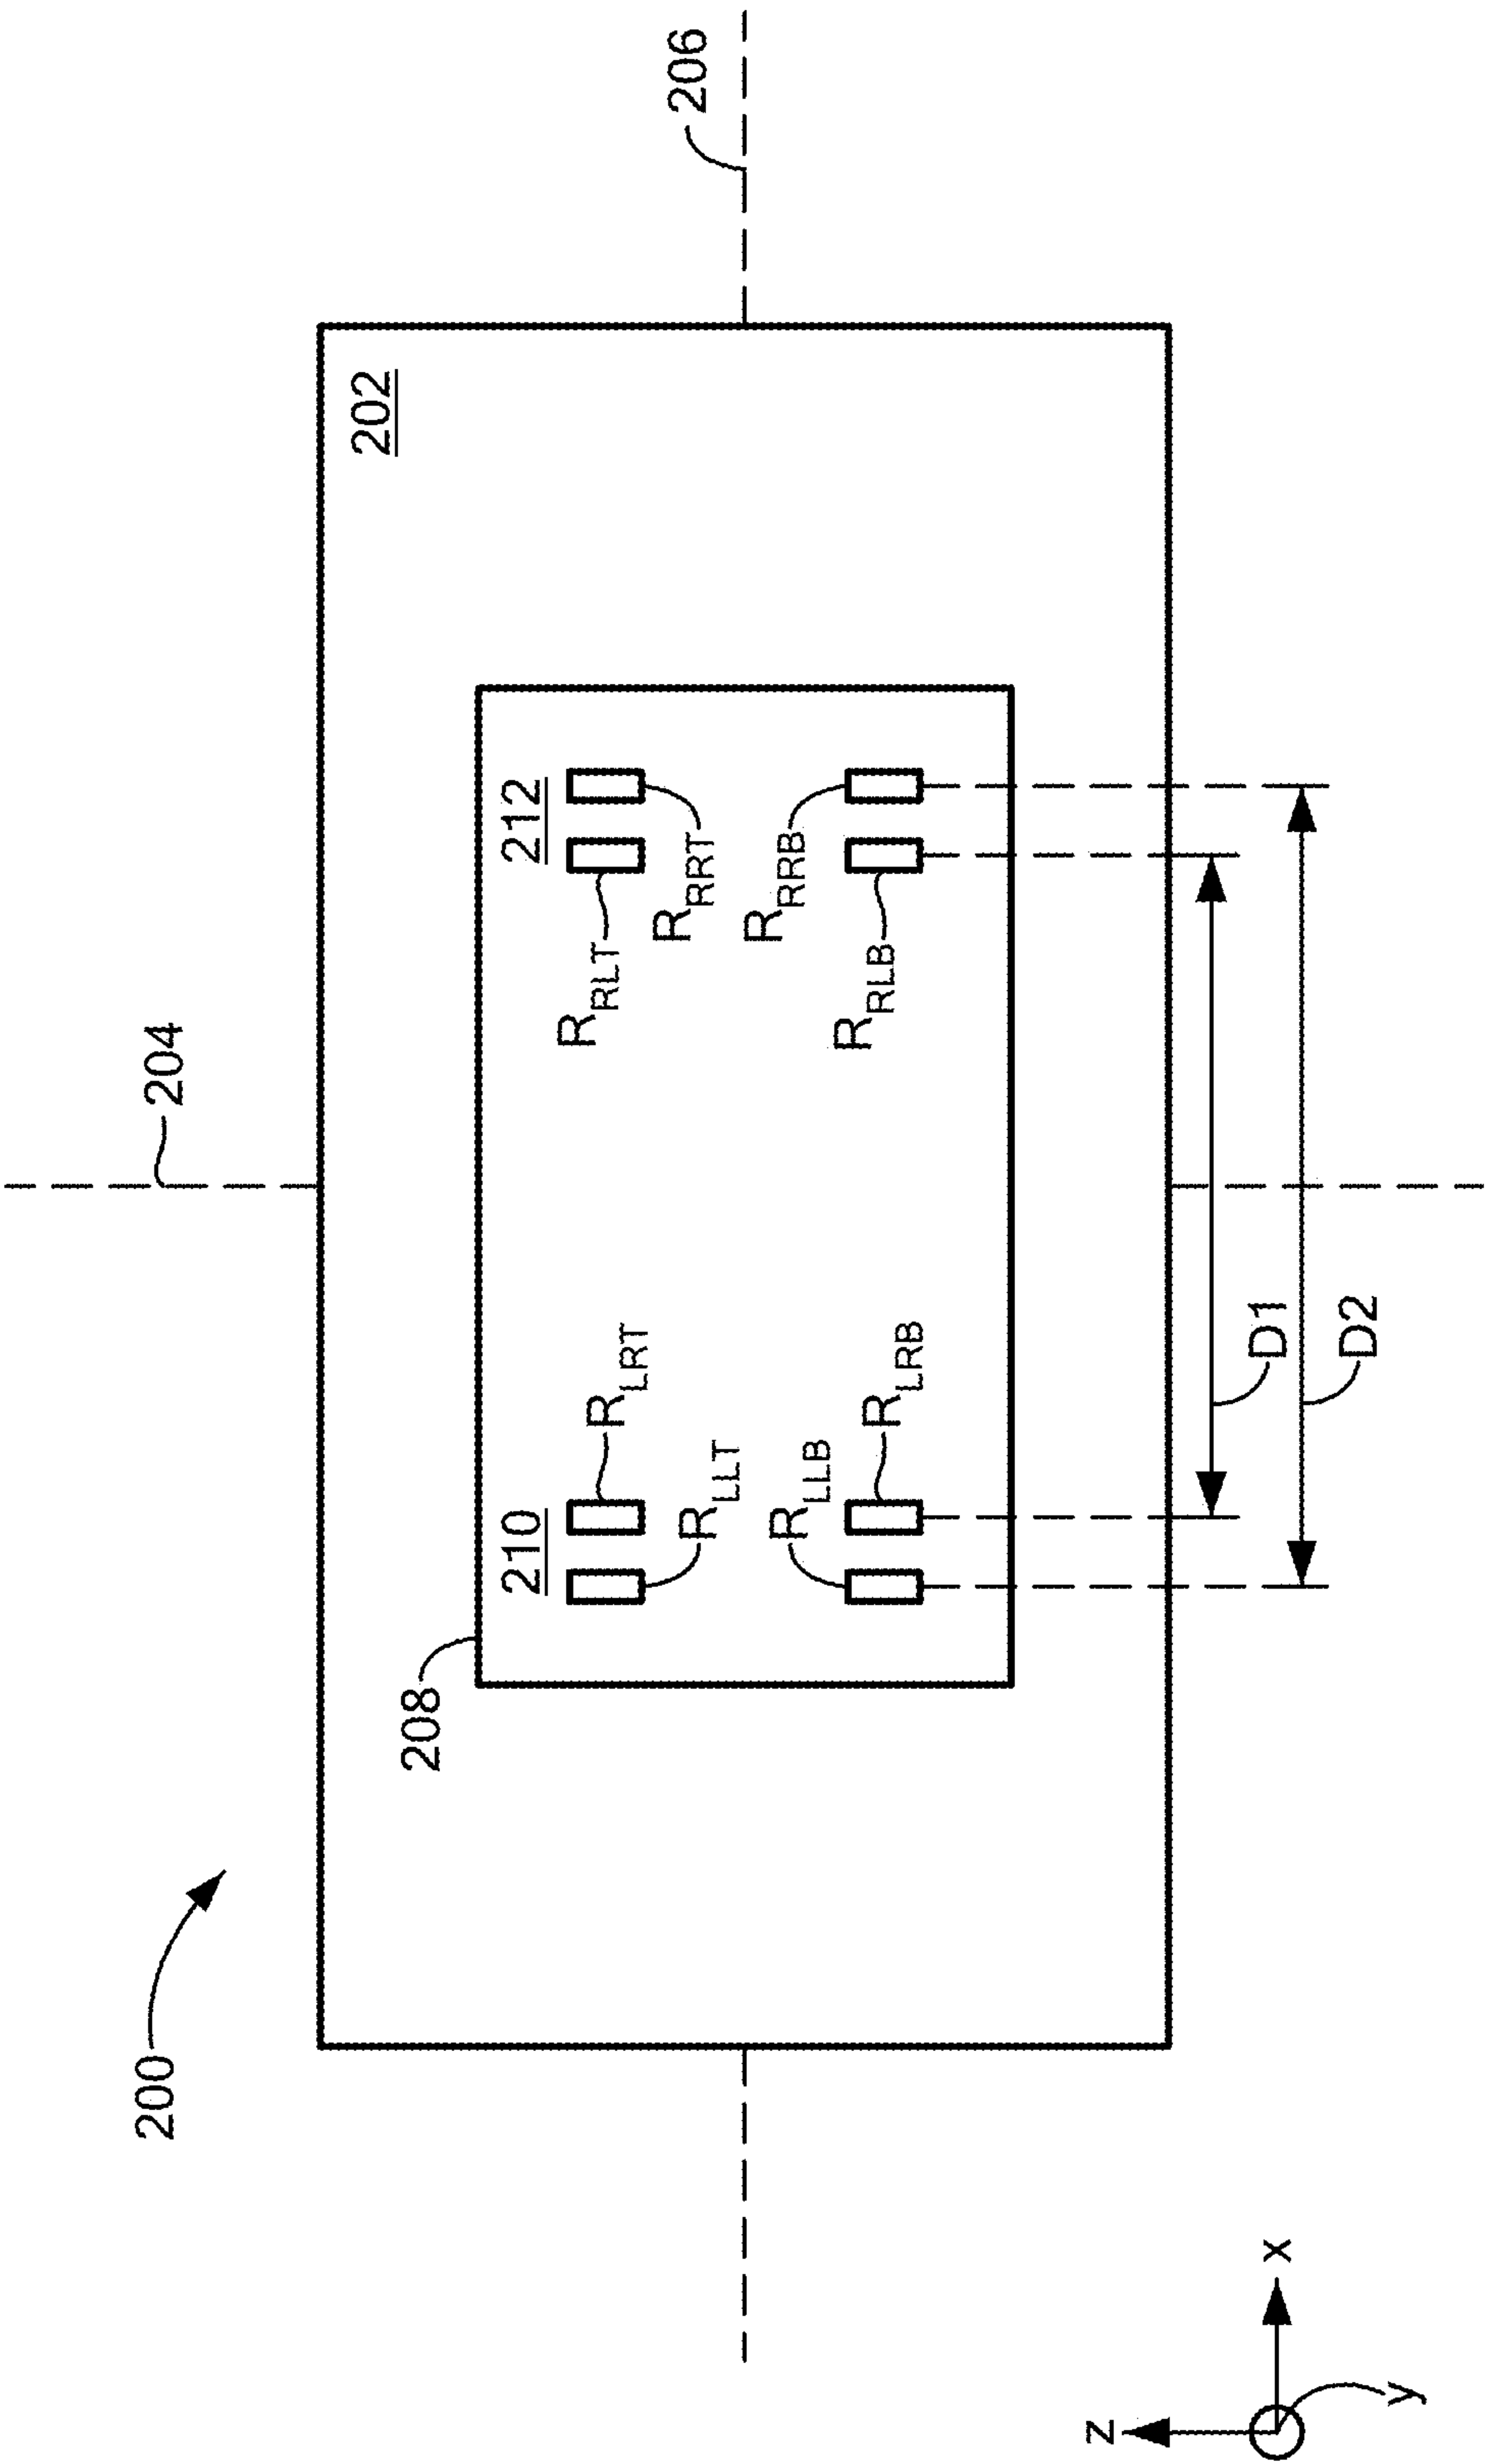 200
204
202
208
210
212
R_LRT
R_RLT
R_LLT
R_RRT
206
R_LLB
R_RRB
R_LRB
R_RLB
z
x
D1
D2
y